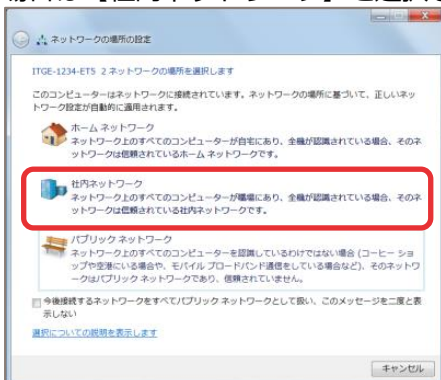 ネットワークの場所の設定
ITGE-1234-ET5 2 ネットワークの場所を選択します
このコンピューターはネットワークに接続されています。ネットワークの場所に基づいて、正しいネッ
トワーク設定が自動的に適用されます。
ホーム ネットワーク
ネットワーク上のすべてのコンピューターが自宅にあり、全機が認識されている場合、そのネ
ットワークは信頼されているホーム ネットワークです。
社内ネットワーク
ネットワーク上のすべてのコンピューターが職場にあり、全機が認識されている場合、そのネ
ットワークは信頼されている社内ネットワークです。
パブリック ネットワーク
ネットワーク上のすべてのコンピューターを認識しているわけではない場合 (コーヒー ショ
ップや空港にいる場合や、モバイル ブロードバンド通信をしている場合など)、そのネットワ
ークはパブリック ネットワークであり、信頼されていません。
今後接続するネットワークをすべてパブリック ネットワークとして扱い、このメッセージを二度と表
示しない
選択についての説明を表示します
キャンセル